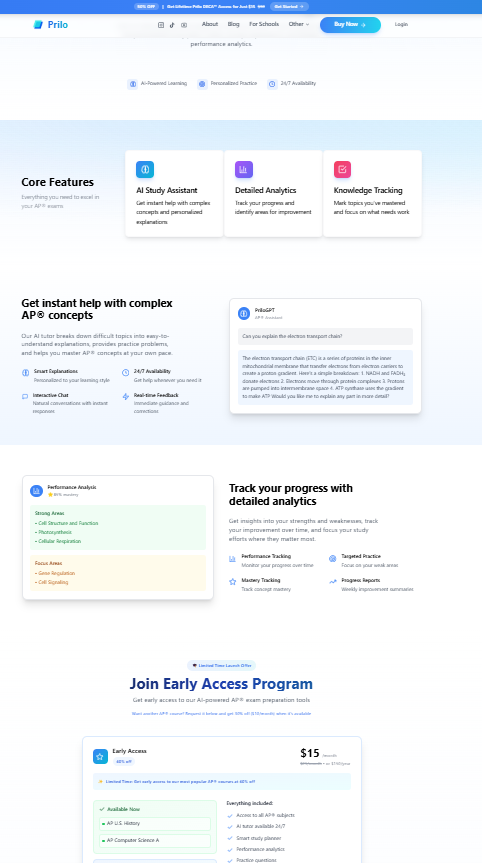 50% OFF | Get Lifetime Prilo DECA™ Access for Just $15 Get Started →
Prilo
About Blog For Schools Other Buy Now → Login
performance analytics.
AI-Powered Learning Personalized Practice 24/7 Availability
Core Features
Everything you need to excel in
your AP® exams
AI Study Assistant
Get instant help with complex
concepts and personalized
explanations
Detailed Analytics
Track your progress and
identify areas for improvement
Knowledge Tracking
Mark topics you've mastered
and focus on what needs work
Get instant help with complex
AP® concepts
Our AI tutor breaks down difficult topics into easy-to-
understand explanations, provides practice problems,
and helps you master AP® concepts at your own pace.
Smart Explanations
Personalized to your learning style
24/7 Availability
Get help whenever you need it
Interactive Chat
Natural conversations with instant
responses
Real-time Feedback
Immediate guidance and
corrections
PriloGPT
AP® Assistant
Can you explain the electron transport chain?
The electron transport chain (ETC) is a series of proteins in the inner
mitochondrial membrane that transfer electrons from electron carriers to
create a proton gradient. Here's a simple breakdown: 1. NADH and FADH₂
donate electrons 2. Electrons move through protein complexes 3. Protons
are pumped into intermembrane space 4. ATP synthase uses the gradient
to make ATP Would you like me to explain any part in more detail?
Performance Analysis
89% mastery
Strong Areas
• Cell Structure and Function
• Photosynthesis
• Cellular Respiration
Focus Areas
• Gene Regulation
• Cell Signaling
Track your progress with
detailed analytics
Get insights into your strengths and weaknesses, track
your improvement over time, and focus your study
efforts where they matter most.
Performance Tracking
Monitor your progress over time
Targeted Practice
Focus on your weak areas
Mastery Tracking
Track concept mastery
Progress Reports
Weekly improvement summaries
Limited Time Launch Offer
Join Early Access Program
Get early access to our AI-powered AP® exam preparation tools
Want another AP® course? Request it below and get 50% off ($15/month) when it's available
Early Access
60% off
$15 /month
Limited Time: Get early access to our most popular AP® courses at 60% off!
Available Now
AP U.S. History
AP Computer Science A
Everything included:
Access to all AP® subjects
AI tutor available 24/7
Smart study planner
Performance analytics
Practice questions